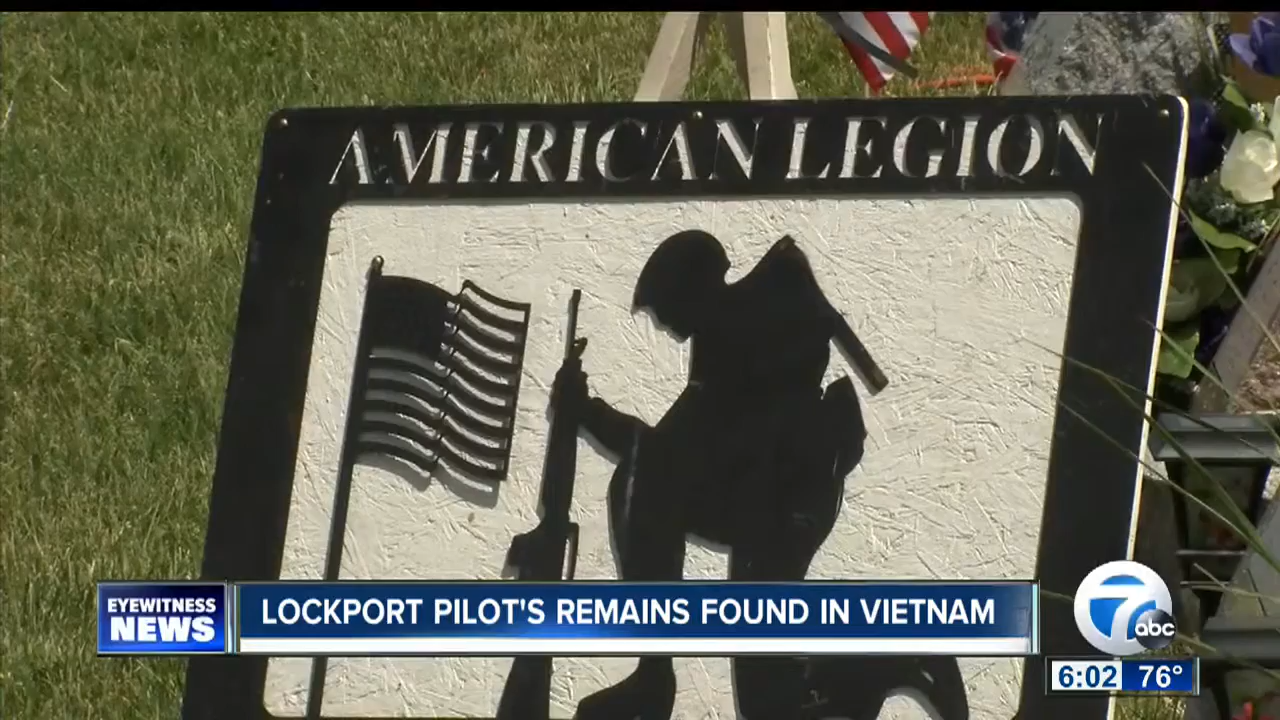 AMERICAN LEGION
EYEWITNESS
NEWS
LOCKPORT PILOT'S REMAINS FOUND IN VIETNAM
7
abc
6:02 76°